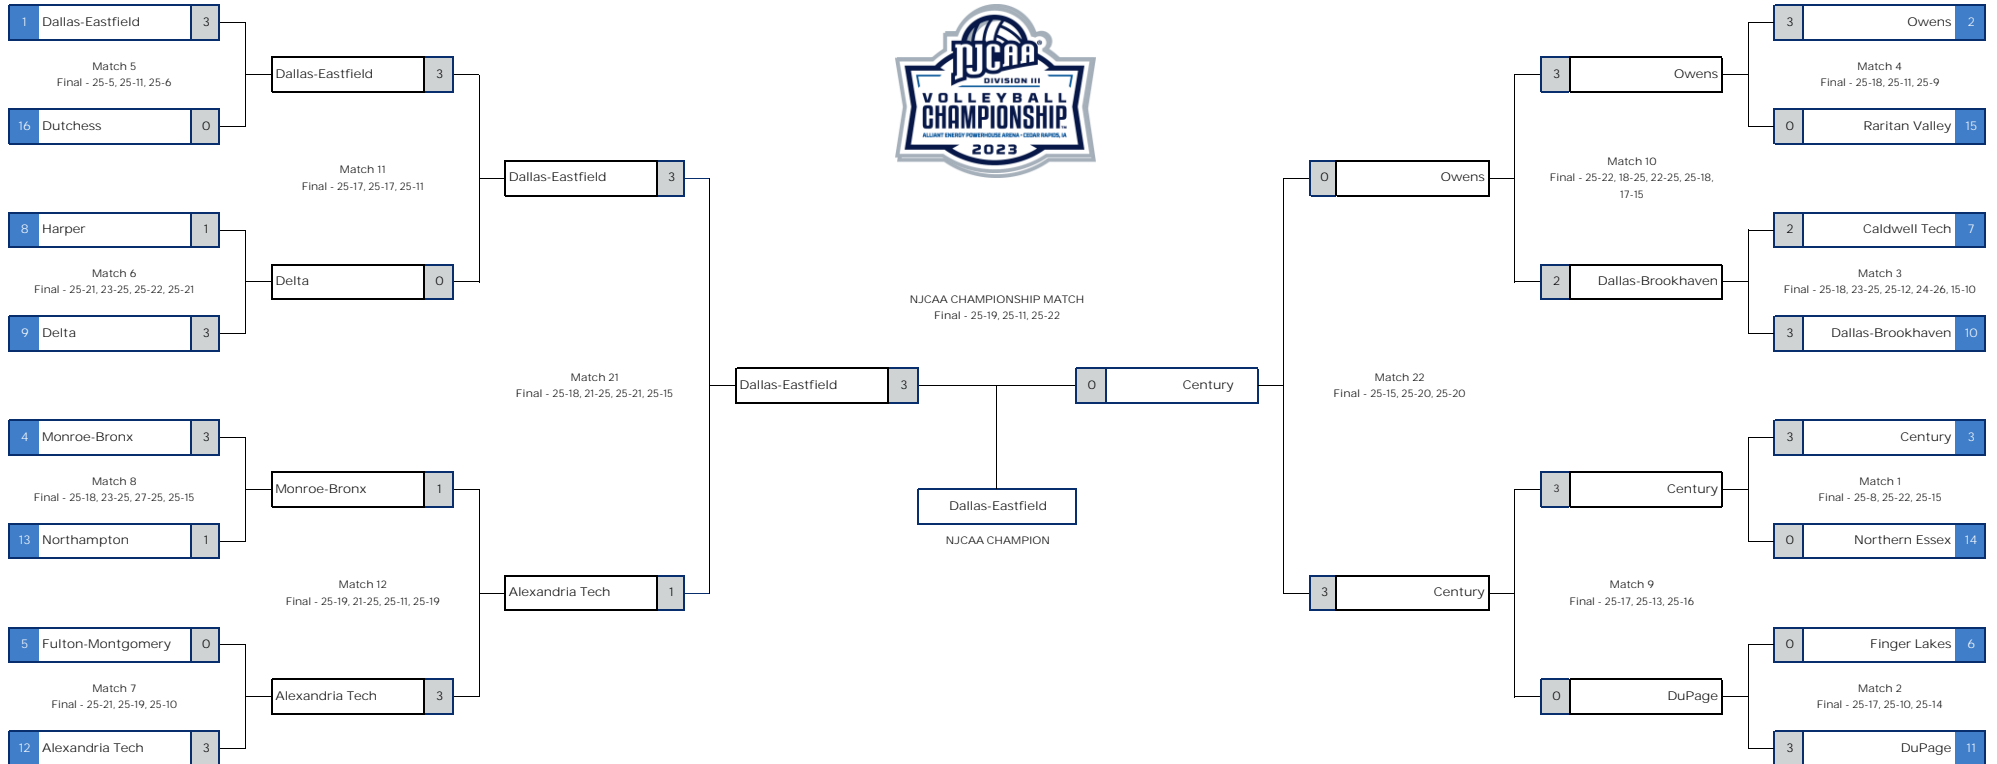 1 Dallas-Eastfield 3
Match 5
Final - 25-5, 25-11, 25-6
16 Dutchess 0
Dallas-Eastfield 3
Match 11
Final - 25-17, 25-17, 25-11
8 Harper 1
Match 6
Final - 25-21, 23-25, 25-22, 25-21
9 Delta 3
Delta 0
Dallas-Eastfield 3
Match 21
Final - 25-18, 21-25, 25-21, 25-15
4 Monroe-Bronx 3
Match 8
Final - 25-18, 23-25, 27-25, 25-15
13 Northampton 1
Monroe-Bronx 1
Match 12
Final - 25-19, 21-25, 25-11, 25-19
5 Fulton-Montgomery 0
Match 7
Final - 25-21, 25-19, 25-10
12 Alexandria Tech 3
Alexandria Tech 3
Alexandria Tech 1
NJCAA
DIVISION III
VOLLEYBALL
CHAMPIONSHIP
ALLIANT ENERGY POWERHOUSE ARENA - CEDAR RAPIDS, IA
2023
NJCAA CHAMPIONSHIP MATCH
Final - 25-19, 25-11, 25-22
Dallas-Eastfield 3
0 Century
Dallas-Eastfield
NJCAA CHAMPION
3 Owens 2
Match 4
Final - 25-18, 25-11, 25-9
0 Raritan Valley 15
3 Owens
Match 10
Final - 25-22, 18-25, 22-25, 25-18,
17-15
2 Caldwell Tech 7
Match 3
Final - 25-18, 23-25, 25-12, 24-26, 15-10
3 Dallas-Brookhaven 10
2 Dallas-Brookhaven
0 Owens
Match 22
Final - 25-15, 25-20, 25-20
3 Century 3
Match 1
Final - 25-8, 25-22, 25-15
0 Northern Essex 14
3 Century
Match 9
Final - 25-17, 25-13, 25-16
0 Finger Lakes 6
Match 2
Final - 25-17, 25-10, 25-14
3 DuPage 11
0 DuPage
3 Century